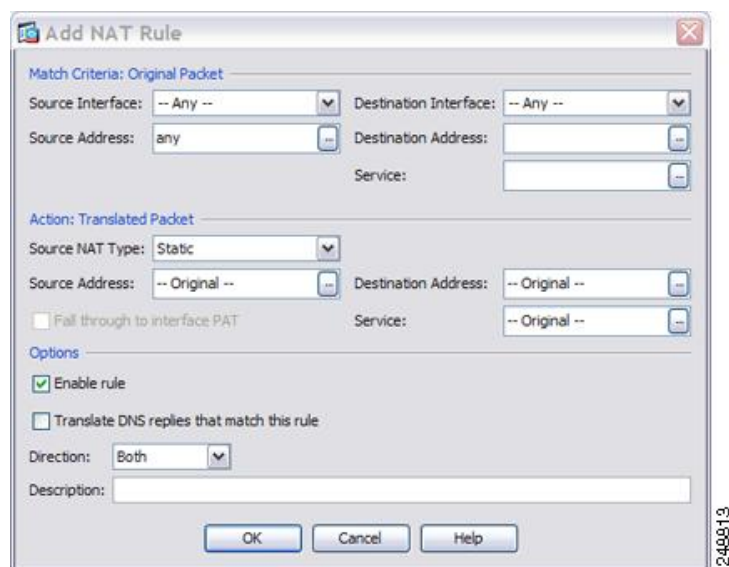 Add NAT Rule
Match Criteria: Original Packet
Source Interface: -- Any -- Destination Interface: -- Any --
Source Address: any ... Destination Address: ...
Service: ...
Action: Translated Packet
Source NAT Type: Static
Source Address: -- Original -- ... Destination Address: -- Original -- ...
Fall through to interface PAT Service: -- Original -- ...
Options
Enable rule
Translate DNS replies that match this rule
Direction: Both
Description:
OK Cancel Help
248813